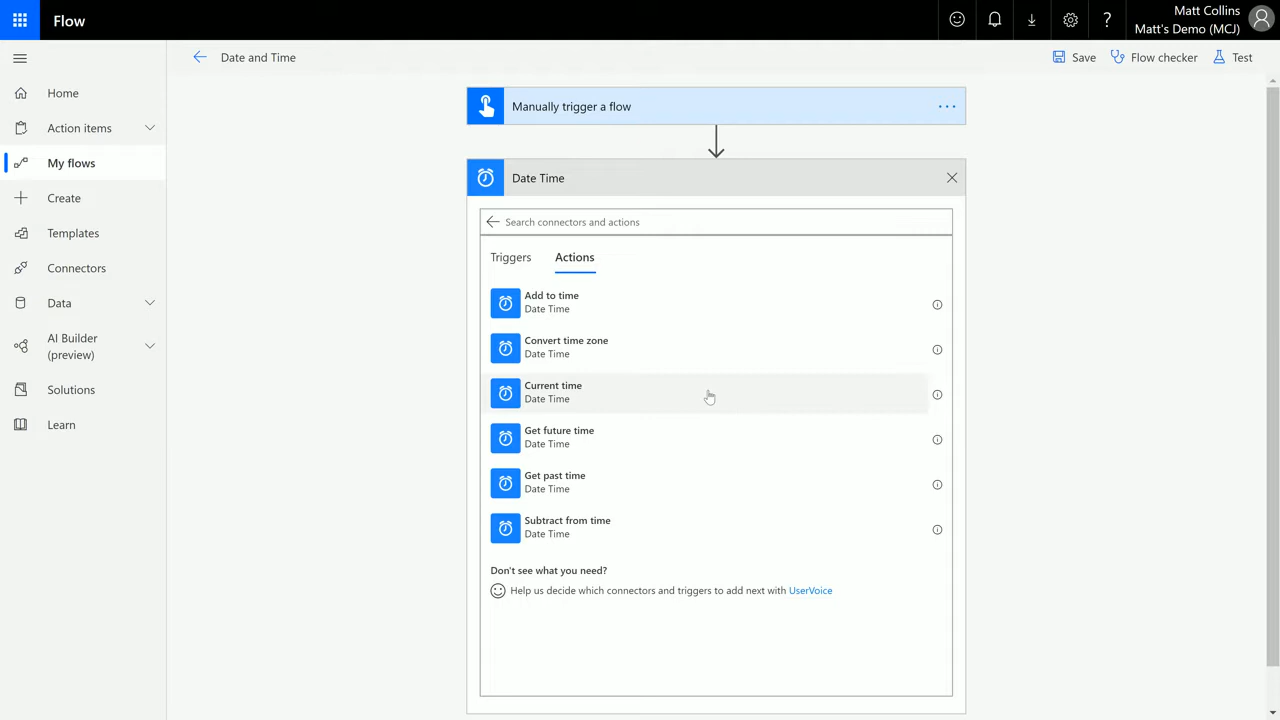 Flow
Matt Collins
Matt's Demo (MCJ)
Date and Time
Save
Flow checker
Test
Home
Action items
My flows
Create
Templates
Connectors
Data
AI Builder
(preview)
Solutions
Learn
Manually trigger a flow
Date Time
Search connectors and actions
Triggers
Actions
Add to time
Date Time
Convert time zone
Date Time
Current time
Date Time
Get future time
Date Time
Get past time
Date Time
Subtract from time
Date Time
Don't see what you need?
Help us decide which connectors and triggers to add next with UserVoice